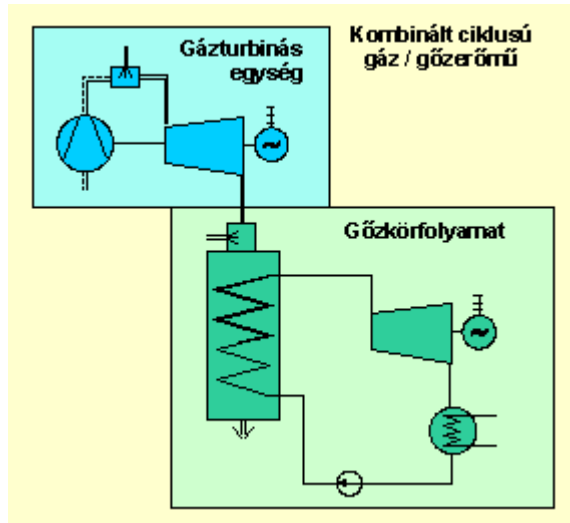 Kombinált ciklusú
gáz / gőzerőmű
Gázturbinás
egység
Gőzkörfolyamat